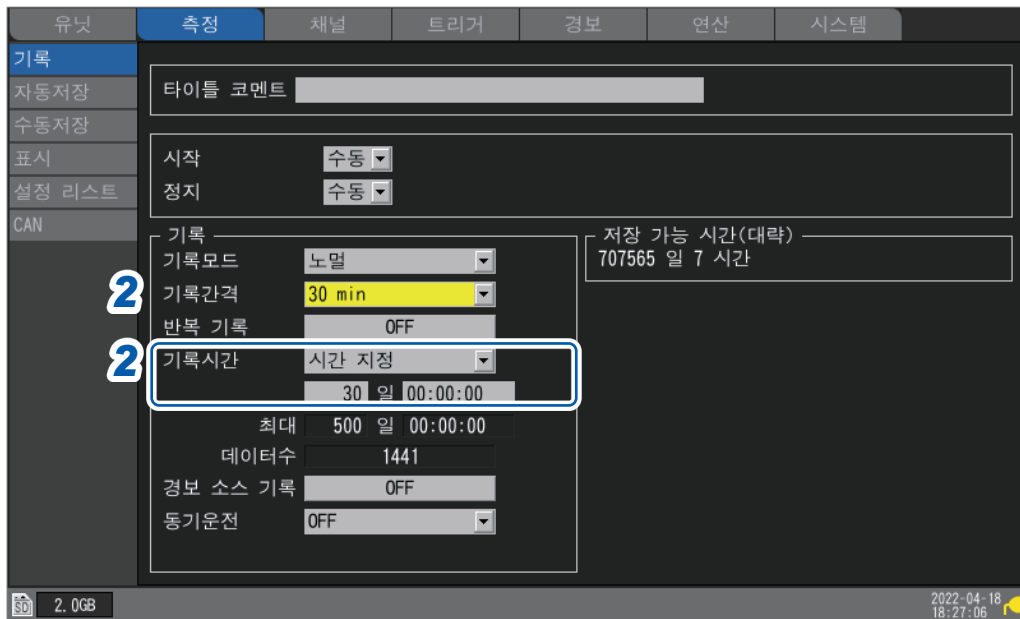 유닛 측정 채널 트리거 경보 연산 시스템
기록
자동저장
수동저장
표시
설정 리스트
CAN
타이틀 코멘트
시작 수동
정지 수동
기록
기록모드 노멀
2 기록간격 30 min
반복 기록 OFF
2 기록시간 시간 지정
30 일 00:00:00
최대 500 일 00:00:00
데이터수 1441
경보 소스 기록 OFF
동기운전 OFF
저장 가능 시간(대략)
707565 일 7 시간
SD 2.0GB
2022-04-18
18:27:06